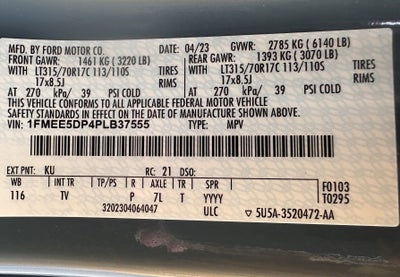 MFD. BY FORD MOTOR CO. 04/23 GVWR: 2785 KG (6140 LB)
FRONT GAWR: 1461 KG (3220 LB) REAR GAWR: 1393 KG (3070 LB)
WITH LT315/70R17C 113/110S TIRES WITH LT315/70R17C 113/110S TIRES
17x8.5J RIMS 17x8.5J RIMS
AT 270 kPa/ 39 PSI COLD AT 270 kPa/ 39 PSI COLD
THIS VEHICLE CONFORMS TO ALL APPLICABLE FEDERAL MOTOR VEHICLE
SAFETY STANDARDS IN EFFECT ON THE DATE OF MANUFACTURE SHOWN ABOVE.
VIN: 1FMEE5DP4PLB37555 TYPE: MPV
EXT PNT: KU RC: 21 DSO: F0103
WB TP/PS R AXLE TR SPR T0295
116 TV P 7L T YYYY
3202304064047 ULC ▽5U5A-3520472-AA